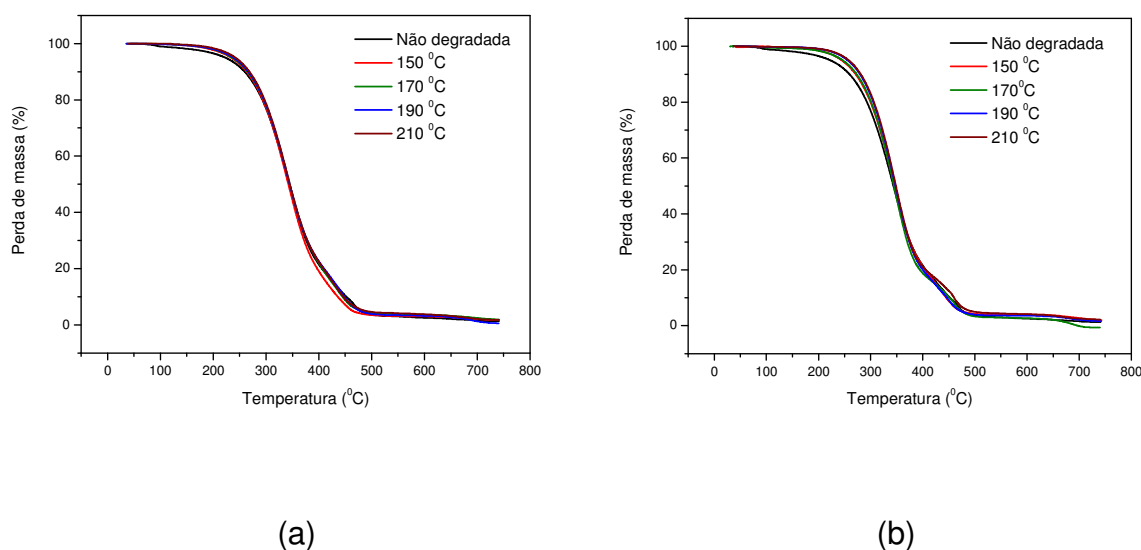 100
80
60
40
20
0
Perda de massa (%)
0 100 200 300 400 500 600 700 800
Temperatura (⁰C)
Não degradada
150 ⁰C
170 ⁰C
190 ⁰C
210 ⁰C
(a)
100
80
60
40
20
0
Perda de massa (%)
0 100 200 300 400 500 600 700 800
Temperatura (⁰C)
Não degradada
150 ⁰C
170⁰C
190 ⁰C
210 ⁰C
(b)